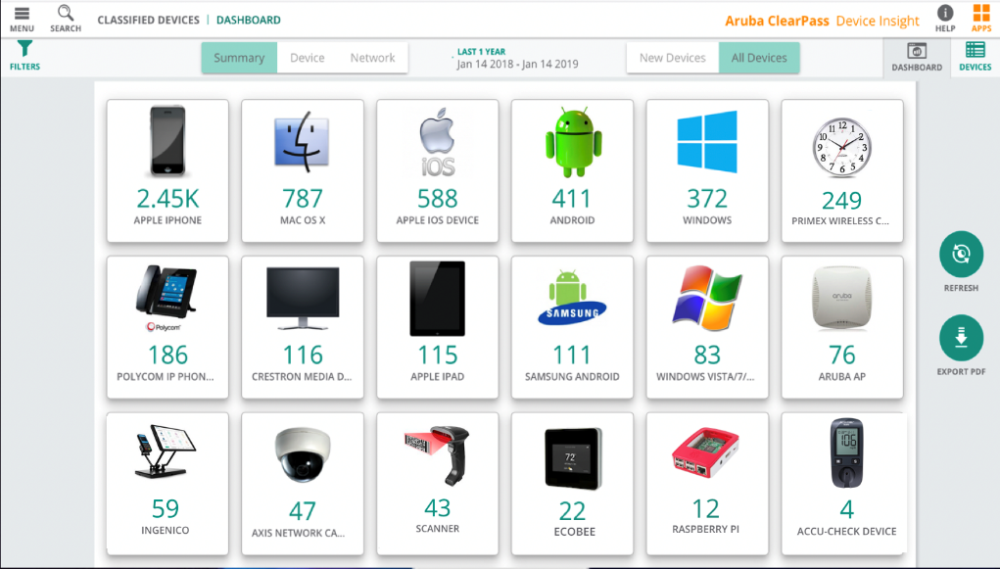 CLASSIFIED DEVICES | DASHBOARD
Aruba ClearPass Device Insight
MENU
SEARCH
HELP
APPS
FILTERS
Summary
Device
Network
LAST 1 YEAR
Jan 14 2018 - Jan 14 2019
New Devices
All Devices
DASHBOARD
DEVICES
iOS
2.45K
787
588
411
372
249
APPLE IPHONE
MAC OS X
APPLE IOS DEVICE
ANDROID
WINDOWS
PRIMEX WIRELESS C...
Polycom
SAMSUNG
aruba
186
116
115
111
83
76
POLYCOM IP PHON...
CRESTRON MEDIA D...
APPLE IPAD
SAMSUNG ANDROID
WINDOWS VISTA/7/...
ARUBA AP
REFRESH
EXPORT PDF
72
106
59
47
43
22
12
4
INGENICO
AXIS NETWORK CA...
SCANNER
ECOBEE
RASPBERRY PI
ACCU-CHECK DEVICE